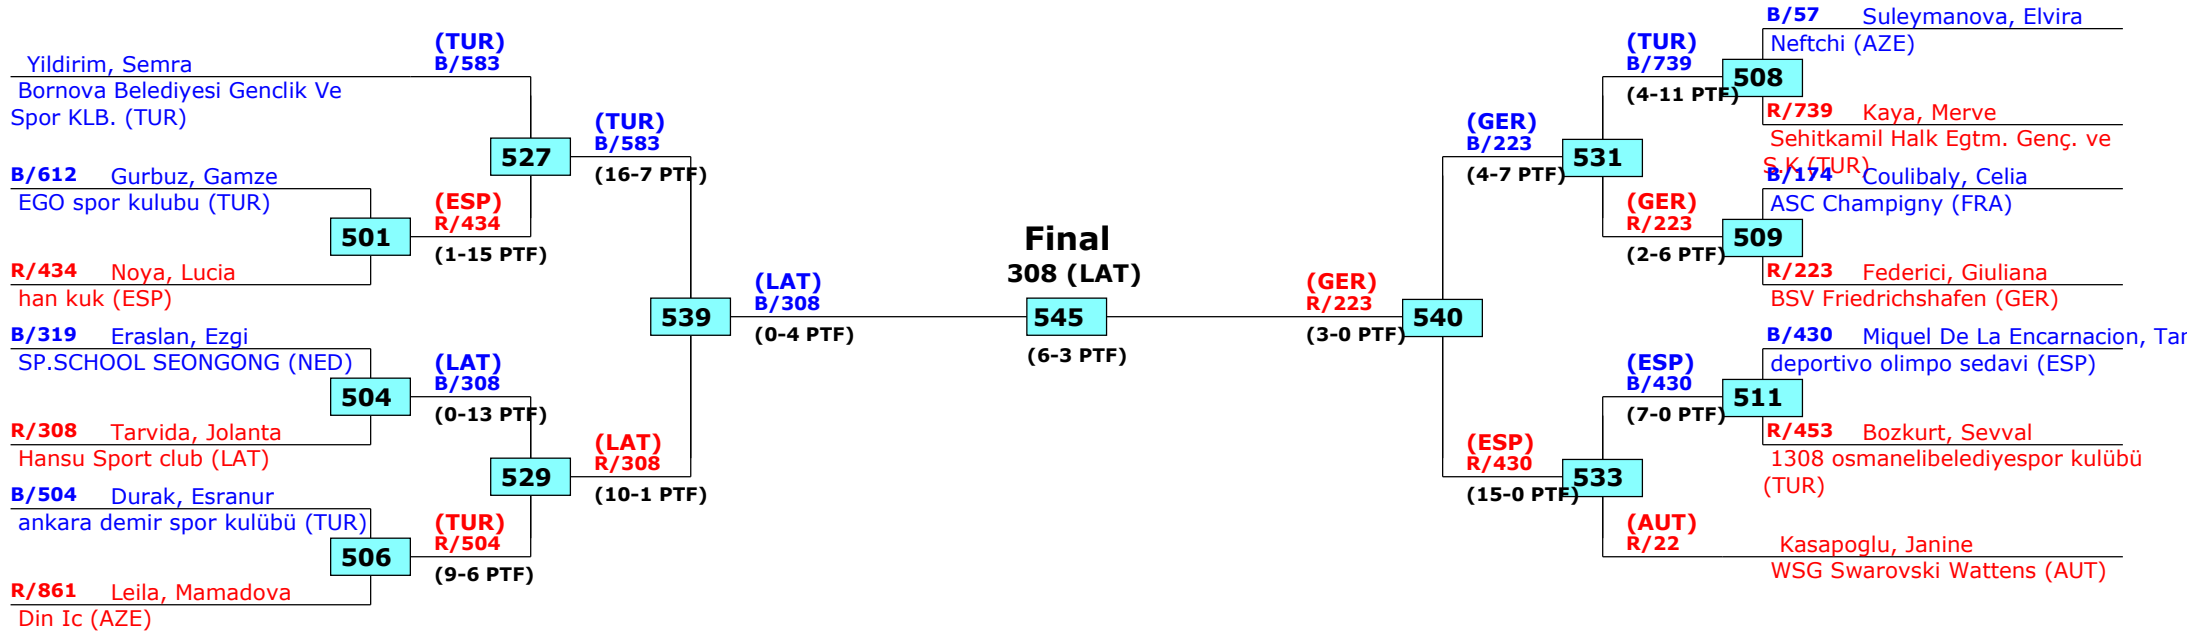 Yildirim, Semra
Bornova Belediyesi Genclik Ve
Spor KLB. (TUR)
(TUR)
B/583
B/612 Gurbuz, Gamze
EGO spor kulubu (TUR)
501
R/434 Noya, Lucia
han kuk (ESP)
(ESP)
R/434
(1-15 PTF)
527
(TUR)
B/583
(16-7 PTF)
B/319 Eraslan, Ezgi
SP.SCHOOL SEONGONG (NED)
504
R/308 Tarvida, Jolanta
Hansu Sport club (LAT)
(LAT)
B/308
(0-13 PTF)
B/504 Durak, Esranur
ankara demir spor kulübü (TUR)
506
R/861 Leila, Mamadova
Din Ic (AZE)
(TUR)
R/504
(9-6 PTF)
529
(LAT)
R/308
(10-1 PTF)
539
(LAT)
B/308
(0-4 PTF)
Final
308 (LAT)
545
(6-3 PTF)
(GER)
R/223
(3-0 PTF)
540
(GER)
B/223
(4-7 PTF)
531
(TUR)
B/739
(4-11 PTF)
508
B/57 Suleymanova, Elvira
Neftchi (AZE)
R/739 Kaya, Merve
Sehitkamil Halk Egtm. Genç. ve
S.K (TUR)
(GER)
R/223
(2-6 PTF)
509
B/174 Coulibaly, Celia
ASC Champigny (FRA)
R/223 Federici, Giuliana
BSV Friedrichshafen (GER)
(ESP)
R/430
(15-0 PTF)
533
(ESP)
B/430
(7-0 PTF)
511
B/430 Miquel De La Encarnacion, Tar
deportivo olimpo sedavi (ESP)
R/453 Bozkurt, Sevval
1308 osmanelibelediyespor kulübü
(TUR)
(AUT)
R/22
Kasapoglu, Janine
WSG Swarovski Wattens (AUT)